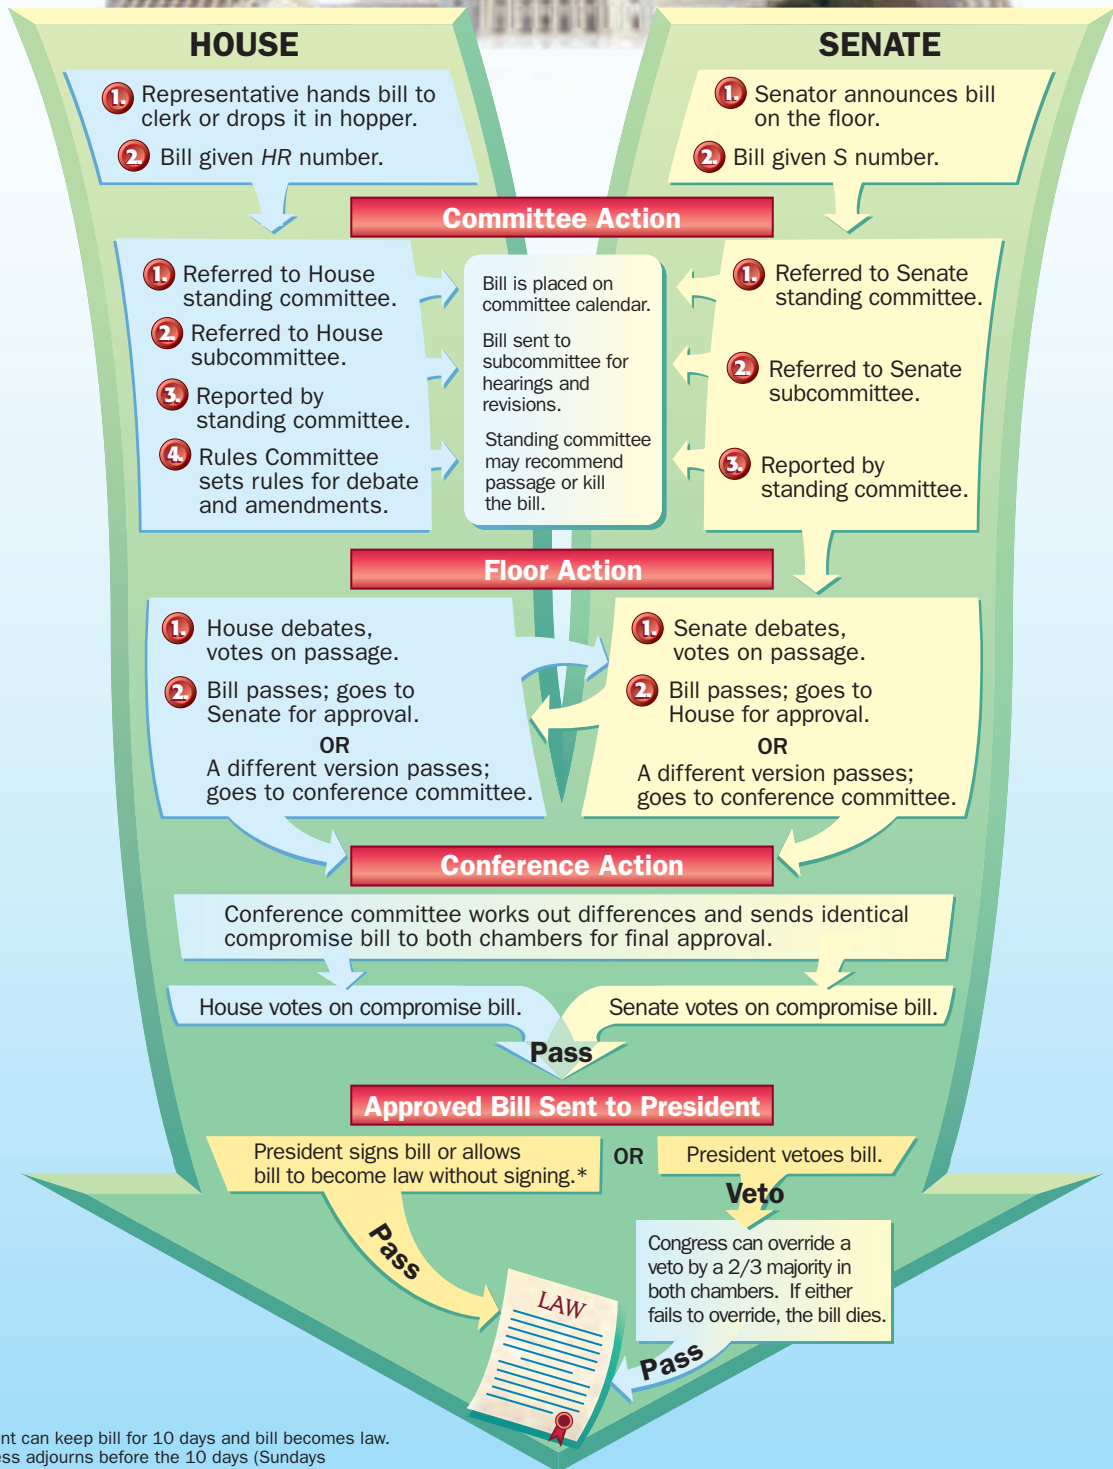 HOUSE
1. Representative hands bill to
clerk or drops it in hopper.
2. Bill given HR number.
SENATE
1. Senator announces bill
on the floor.
2. Bill given S number.
Committee Action
1. Referred to House
standing committee.
2. Referred to House
subcommittee.
3. Reported by
standing committee.
4. Rules Committee
sets rules for debate
and amendments.
Bill is placed on
committee calendar.
Bill sent to
subcommittee for
hearings and
revisions.
Standing committee
may recommend
passage or kill
the bill.
1. Referred to Senate
standing committee.
2. Referred to Senate
subcommittee.
3. Reported by
standing committee.
Floor Action
1. House debates,
votes on passage.
2. Bill passes; goes to
Senate for approval.
OR
A different version passes;
goes to conference committee.
1. Senate debates,
votes on passage.
2. Bill passes; goes to
House for approval.
OR
A different version passes;
goes to conference committee.
Conference Action
Conference committee works out differences and sends identical
compromise bill to both chambers for final approval.
House votes on compromise bill.
Senate votes on compromise bill.
Pass
Approved Bill Sent to President
President signs bill or allows
bill to become law without signing.*
OR
President vetoes bill.
Veto
Pass
Congress can override a
veto by a 2/3 majority in
both chambers. If either
fails to override, the bill dies.
Pass
LAW
can keep bill for 10 days and bill becomes law.
adjourns before the 10 days (Sundays